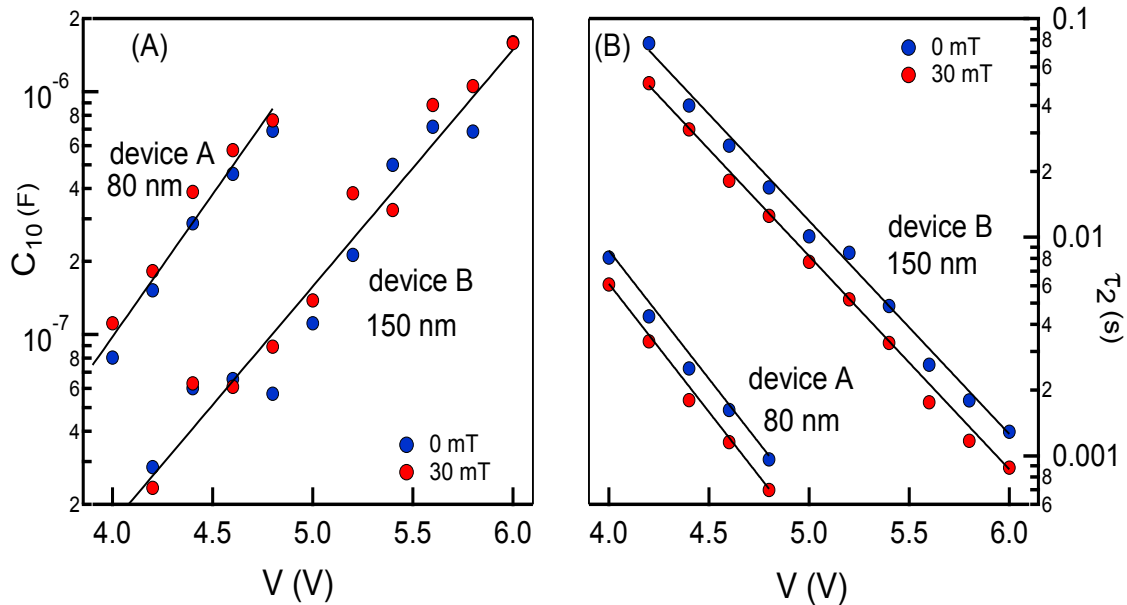 (A)
2
10⁻⁶
8
6
4
2
10⁻⁷
8
6
4
2
C₁₀ (F)
device A
80 nm
device B
150 nm
0 mT
30 mT
4.0 4.5 5.0 5.5 6.0
V (V)
(B)
0 mT
30 mT
device B
150 nm
device A
80 nm
0.1
8
6
4
2
0.01
8
6
4
2
0.001
8
6
τ₂ (s)
4.0 4.5 5.0 5.5 6.0
V (V)